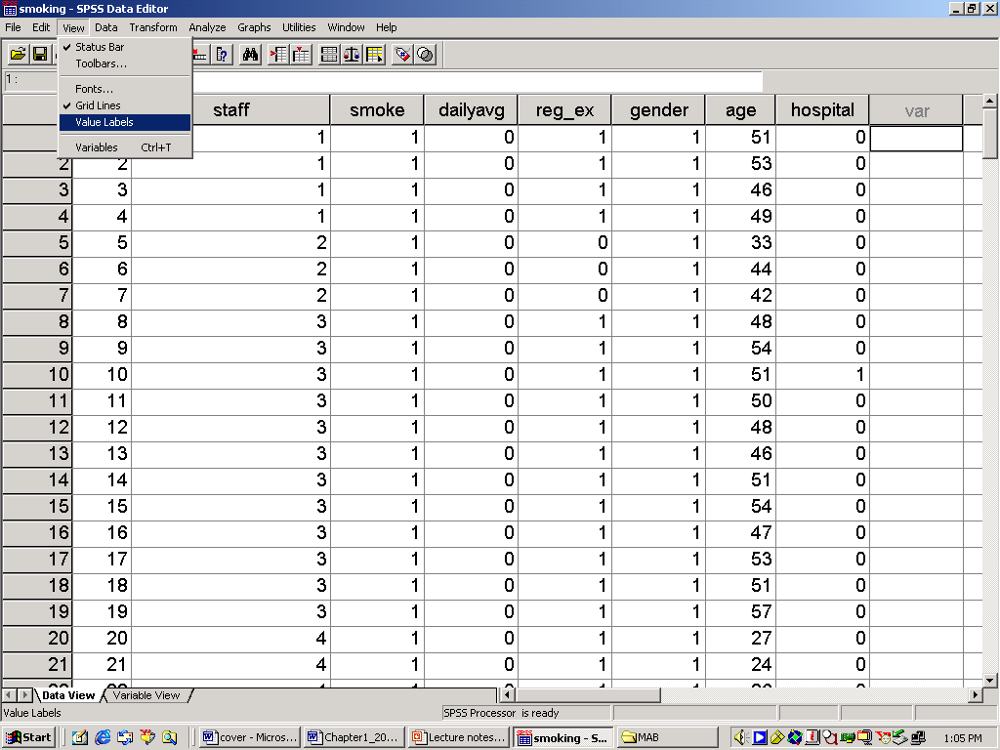 smoking - SPSS Data Editor
File Edit View Data Transform Analyze Graphs Utilities Window Help
Status Bar
Toolbars...
Fonts...
Grid Lines
Value Labels
Variables Ctrl+T
1 :
staff smoke dailyavg reg_ex gender age hospital var
1 1 0 1 1 51 0
2 2 1 1 0 1 1 53 0
3 3 1 1 0 1 1 46 0
4 4 1 1 0 1 1 49 0
5 5 2 1 0 0 1 33 0
6 6 2 1 0 0 1 44 0
7 7 2 1 0 0 1 42 0
8 8 3 1 0 1 1 48 0
9 9 3 1 0 1 1 54 0
10 10 3 1 0 1 1 51 1
11 11 3 1 0 1 1 50 0
12 12 3 1 0 1 1 48 0
13 13 3 1 0 1 1 46 0
14 14 3 1 0 1 1 51 0
15 15 3 1 0 1 1 54 0
16 16 3 1 0 1 1 47 0
17 17 3 1 0 1 1 53 0
18 18 3 1 0 1 1 51 0
19 19 3 1 0 1 1 57 0
20 20 4 1 0 1 1 27 0
21 21 4 1 0 1 1 24 0
Data View Variable View
Value Labels SPSS Processor is ready
Start cover - Micros... Chapter1_20... Lecture notes... smoking - S... MAB 1:05 PM